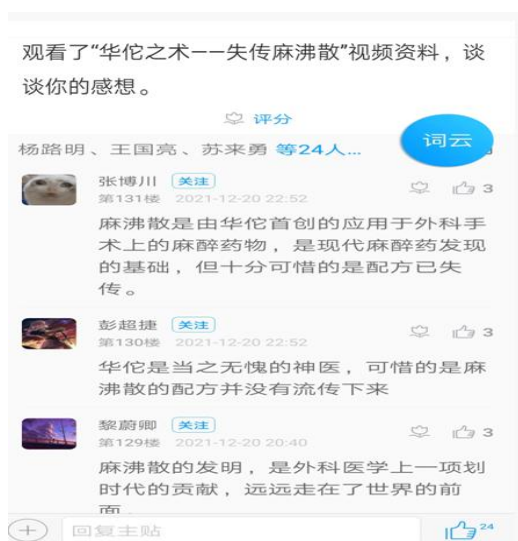 观看了“华佗之术——失传麻沸散”视频资料，谈
谈你的感想。
评分
词云
杨路明、王国亮、苏来勇 等24人...
张博川 关注
第131楼 2021-12-20 22:52
3
麻沸散是由华佗首创的应用于外科手
术上的麻醉药物，是现代麻醉药发现
的基础，但十分可惜的是配方已失
传。
彭超捷 关注
第130楼 2021-12-20 22:52
3
华佗是当之无愧的神医，可惜的是麻
沸散的配方并没有流传下来
黎蔚卿 关注
第129楼 2021-12-20 20:40
3
麻沸散的发明，是外科医学上一项划
时代的贡献，远远走在了世界的前
面
回复主贴
24